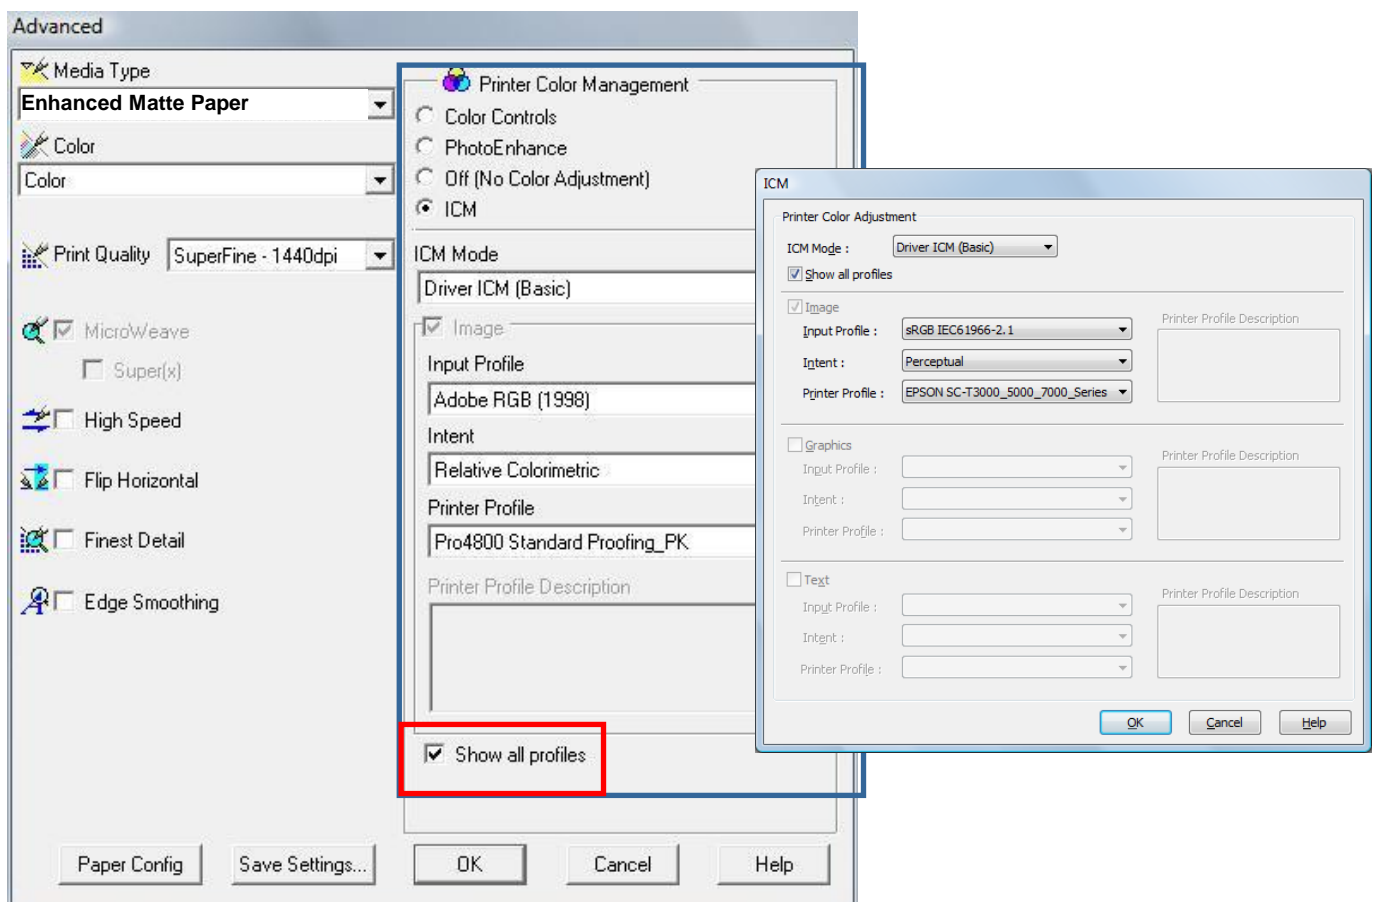 Advanced
Media Type
Enhanced Matte Paper
Color
Color
Print Quality SuperFine - 1440dpi
MicroWeave
Super(x)
High Speed
Flip Horizontal
Finest Detail
Edge Smoothing
Printer Color Management
Color Controls
PhotoEnhance
Off (No Color Adjustment)
ICM
ICM Mode
Driver ICM (Basic)
Image
Input Profile
Adobe RGB (1998)
Intent
Relative Colorimetric
Printer Profile
Pro4800 Standard Proofing_PK
Printer Profile Description
Show all profiles
Paper Config Save Settings... OK Cancel Help
ICM
Printer Color Adjustment
ICM Mode : Driver ICM (Basic)
Show all profiles
Image
Input Profile : sRGB IEC61966-2.1
Intent : Perceptual
Printer Profile : EPSON SC-T3000_5000_7000_Series
Printer Profile Description
Graphics
Input Profile :
Intent :
Printer Profile :
Printer Profile Description
Text
Input Profile :
Intent :
Printer Profile :
Printer Profile Description
OK Cancel Help